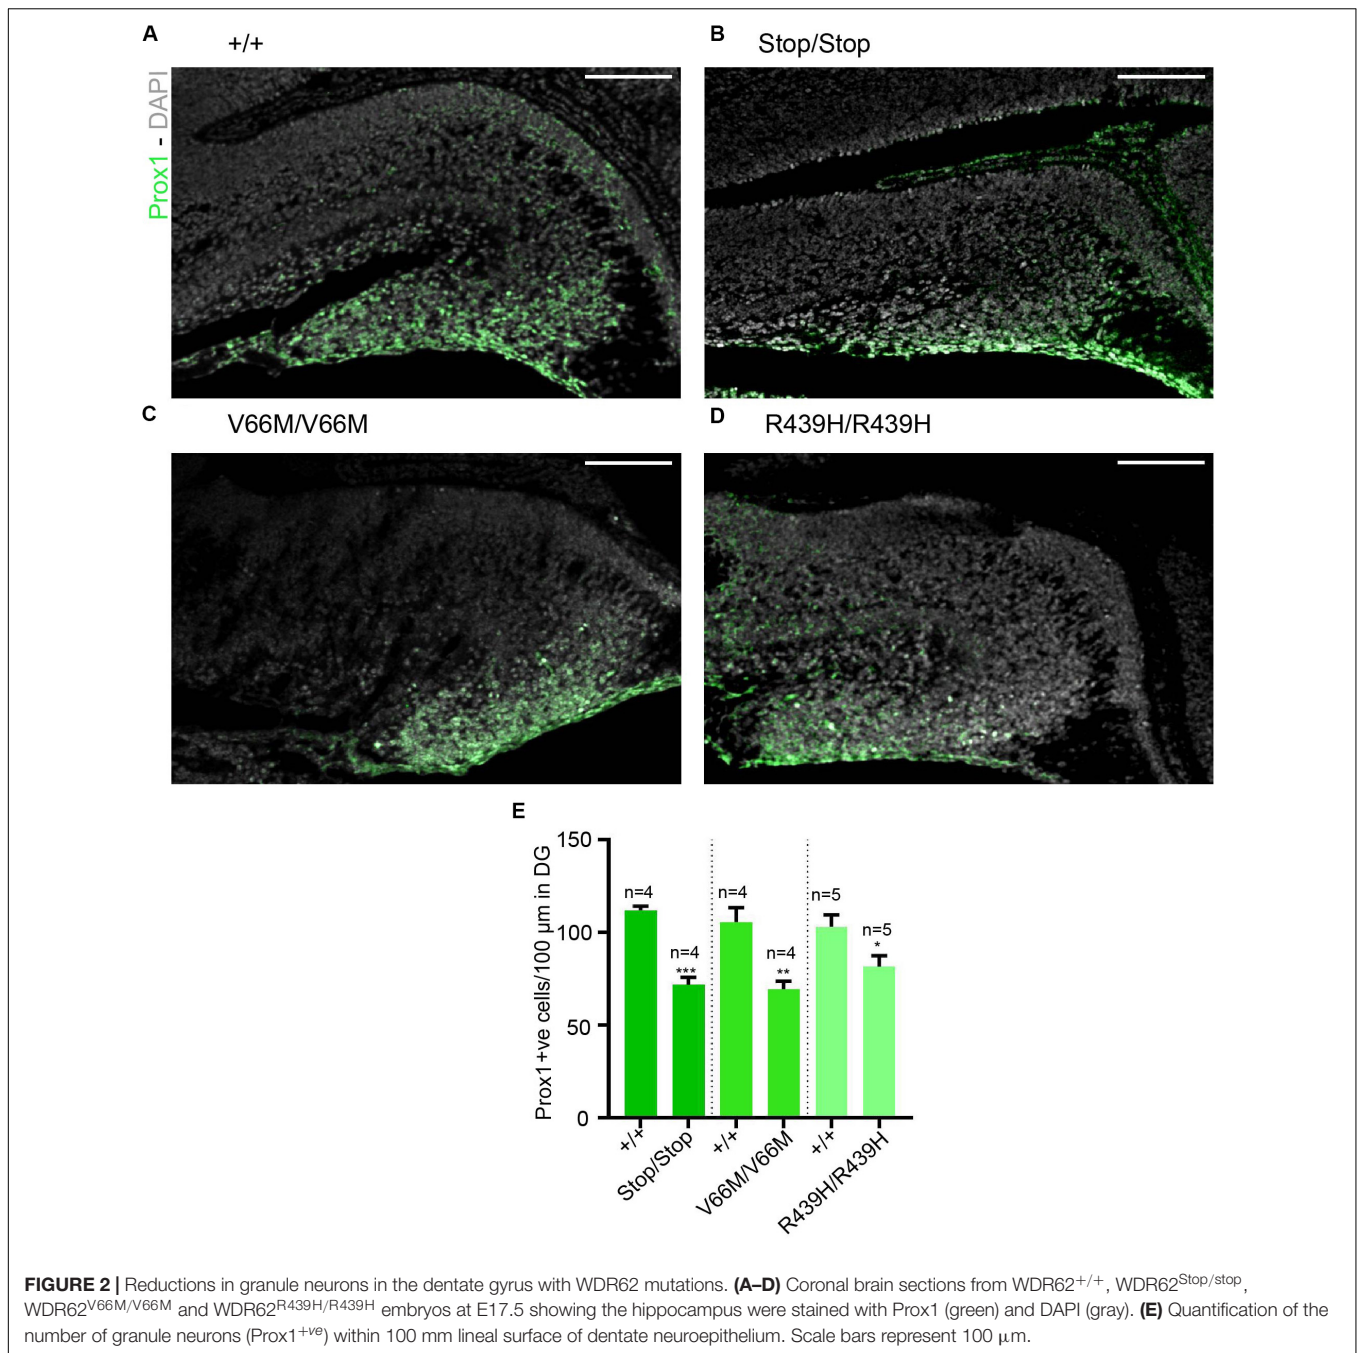 A
+/+
B
Stop/Stop
Prox1 - DAPI
C
V66M/V66M
D
R439H/R439H
E
Prox1+ve cells/100 µm in DG
150
100
50
0
n=4
n=4
***
n=4
n=4
**
n=5
n=5
*
+/+
Stop/Stop
+/+
V66M/V66M
+/+
R439H/R439H
FIGURE 2 | Reductions in granule neurons in the dentate gyrus with WDR62 mutations. (A–D) Coronal brain sections from WDR62+/+, WDR62Stop/stop,
WDR62V66M/V66M and WDR62R439H/R439H embryos at E17.5 showing the hippocampus were stained with Prox1 (green) and DAPI (gray). (E) Quantification of the
number of granule neurons (Prox1+ve) within 100 mm lineal surface of dentate neuroepithelium. Scale bars represent 100 µm.